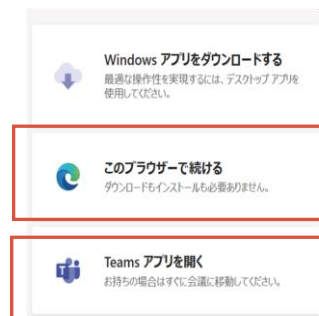 Windows アプリをダウンロードする
最適な操作性を実現するには、デスクトップ アプリを
使用してください。
このブラウザーで続ける
ダウンロードもインストールも必要ありません。
Teams アプリを開く
お持ちの場合はすぐに会議に移動してください。